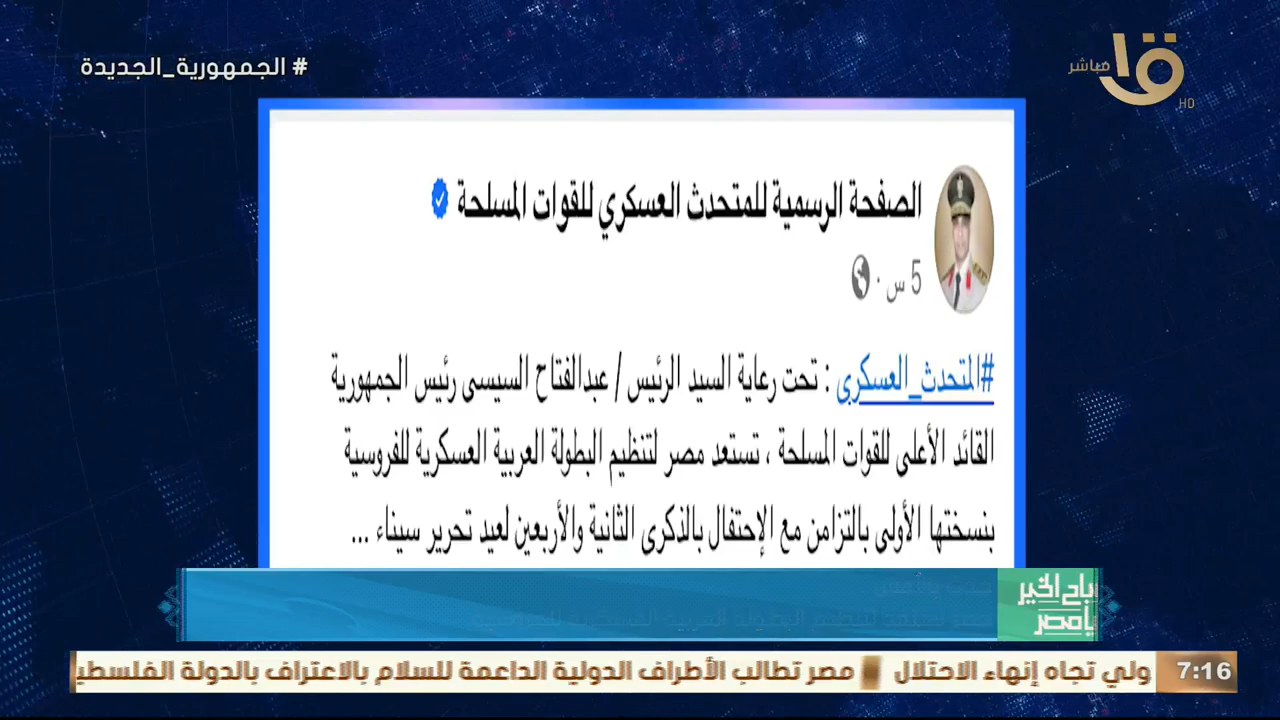 # الجمهورية_الجديدة
مباشر
HD
الصفحة الرسمية للمتحدث العسكري للقوات المسلحة
5 س ·
#المتحدث_العسكرى : تحت رعاية السيد الرئيس / عبدالفتاح السيسى رئيس الجمهورية
القائد الأعلى للقوات المسلحة ، تستعد مصر لتنظيم البطولة العربية العسكرية للفروسية
بنسختها الأولى بالتزامن مع الإحتفال بالذكرى الثانية والأربعين لعيد تحرير سيناء ...
باح الخير
يا مصر
7:16
ولي تجاه إنهاء الاحتلال
مصر تطالب الأطراف الدولية الداعمة للسلام بالاعتراف بالدولة الفلسطي